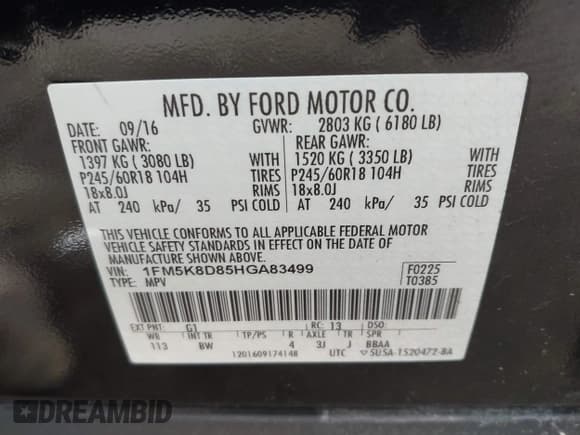 MFD. BY FORD MOTOR CO.
09/16 GVWR: 2803 KG ( 6180 LB)
FRONT GAWR: REAR GAWR:
1397 KG ( 3080 LB) WITH 1520 KG ( 3350 LB) WITH
P245/60R18 104H TIRES P245/60R18 104H TIRES
18x8.0J RIMS 18x8.0J RIMS
AT 240 kPa/ 35 PSI COLD AT 240 kPa/ 35 PSI COLD
THIS VEHICLE CONFORMS TO ALL APPLICABLE FEDERAL MOTOR
VEHICLE SAFETY STANDARDS IN EFFECT ON THE DATE OF
MANUFACTURE SHOWN ABOVE.
VIN: 1FM5K8D85HGA83499 F0225
TYPE: MPV T0385
EXT PNT: G1 RC: 13 DSO:
WB INT TR TP/PS R AXLE TR SPR
113 BW 4 3J J BBAA
1201609174148 UTC SUSA-1520472-BA
DREAMBID